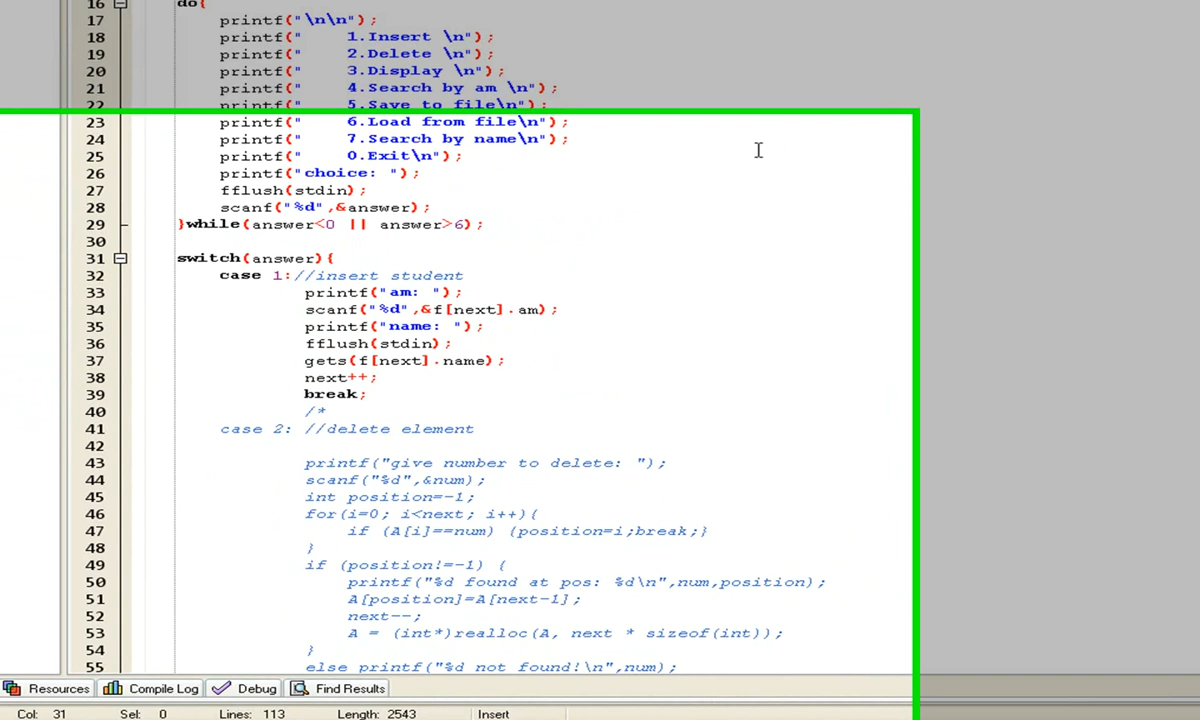 16 do{
17 printf("\n\n");
18 printf("    1.Insert \n");
19 printf("    2.Delete \n");
20 printf("    3.Display \n");
21 printf("    4.Search by am \n");
22 printf("    5.Save to file\n");
23 printf("    6.Load from file\n");
24 printf("    7.Search by name\n");
25 printf("    0.Exit\n");
26 printf("choice: ");
27 fflush(stdin);
28 scanf("%d",&answer);
29 }while(answer<0 || answer>6);
30
31 switch(answer){
32 case 1://insert student
33 printf("am: ");
34 scanf("%d",&f[next].am);
35 printf("name: ");
36 fflush(stdin);
37 gets(f[next].name);
38 next++;
39 break;
40 /*
41 case 2: //delete element
42
43 printf("give number to delete: ");
44 scanf("%d",&num);
45 int position=-1;
46 for(i=0; i<next; i++){
47 if (A[i]==num) {position=i;break;}
48 }
49 if (position!=-1) {
50 printf("%d found at pos: %d\n",num,position);
51 A[position]=A[next-1];
52 next--;
53 A = (int*)realloc(A, next * sizeof(int));
54 }
55 else printf("%d not found!\n",num);
Resources Compile Log Debug Find Results
Col: 31 Sel: 0 Lines: 113 Length: 2543 Insert